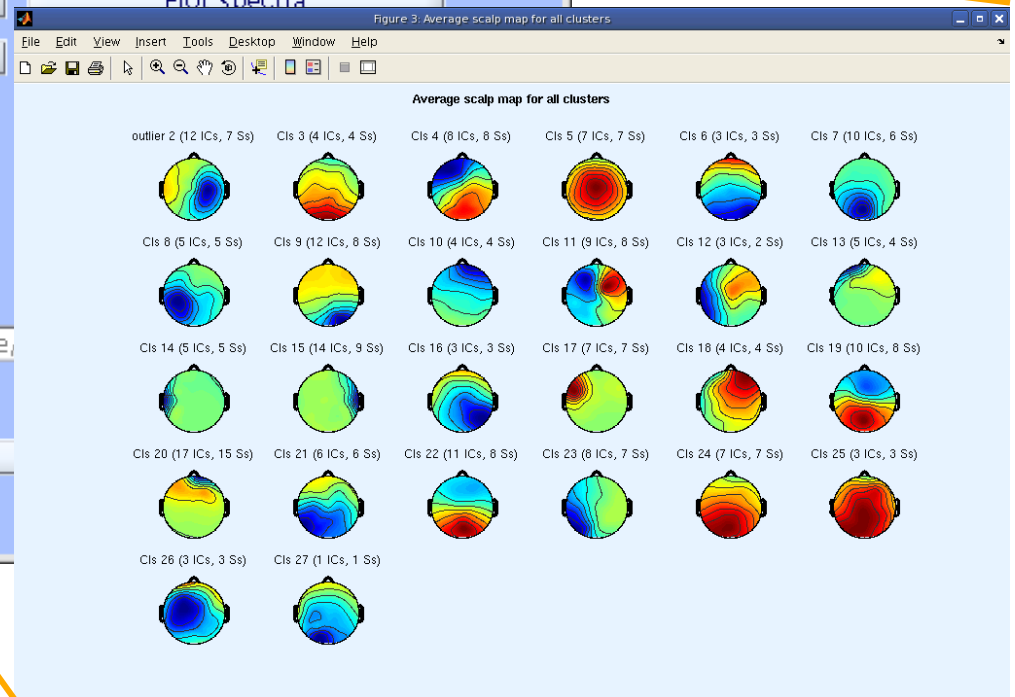 Plot spectra
Figure 3: Average scalp map for all clusters
File Edit View Insert Tools Desktop Window Help
Average scalp map for all clusters
outlier 2 (12 ICs, 7 Ss) Cls 3 (4 ICs, 4 Ss) Cls 4 (8 ICs, 8 Ss) Cls 5 (7 ICs, 7 Ss) Cls 6 (3 ICs, 3 Ss) Cls 7 (10 ICs, 6 Ss)
Cls 8 (5 ICs, 5 Ss) Cls 9 (12 ICs, 8 Ss) Cls 10 (4 ICs, 4 Ss) Cls 11 (9 ICs, 8 Ss) Cls 12 (3 ICs, 2 Ss) Cls 13 (5 ICs, 4 Ss)
Cls 14 (5 ICs, 5 Ss) Cls 15 (14 ICs, 9 Ss) Cls 16 (3 ICs, 3 Ss) Cls 17 (7 ICs, 7 Ss) Cls 18 (4 ICs, 4 Ss) Cls 19 (10 ICs, 8 Ss)
Cls 20 (17 ICs, 15 Ss) Cls 21 (6 ICs, 6 Ss) Cls 22 (11 ICs, 8 Ss) Cls 23 (8 ICs, 7 Ss) Cls 24 (7 ICs, 7 Ss) Cls 25 (3 ICs, 3 Ss)
Cls 26 (3 ICs, 3 Ss) Cls 27 (1 ICs, 1 Ss)